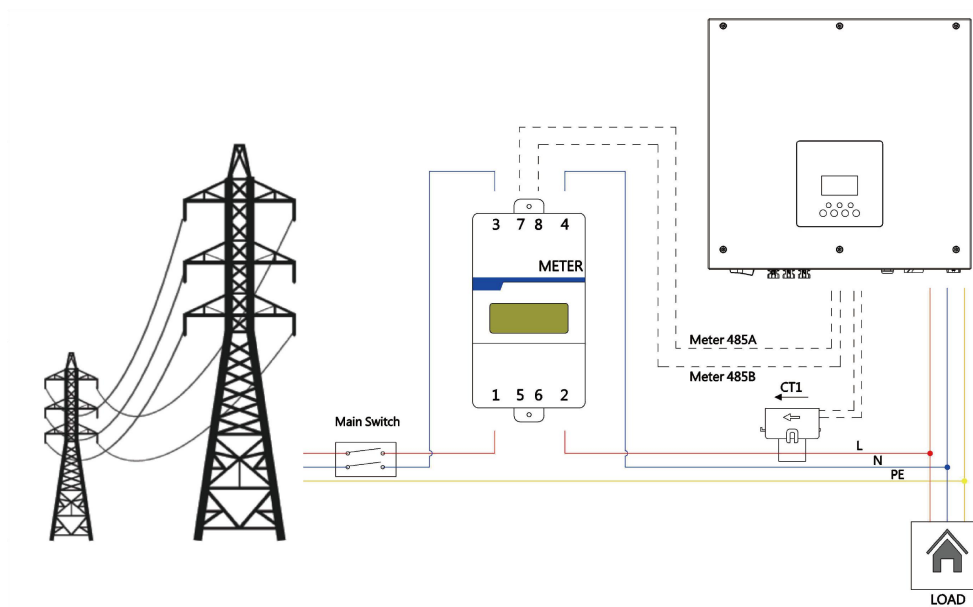 3 7 8 4
METER
Meter 485A
Meter 485B
CT1
1 5 6 2
Main Switch
L
N
PE
LOAD